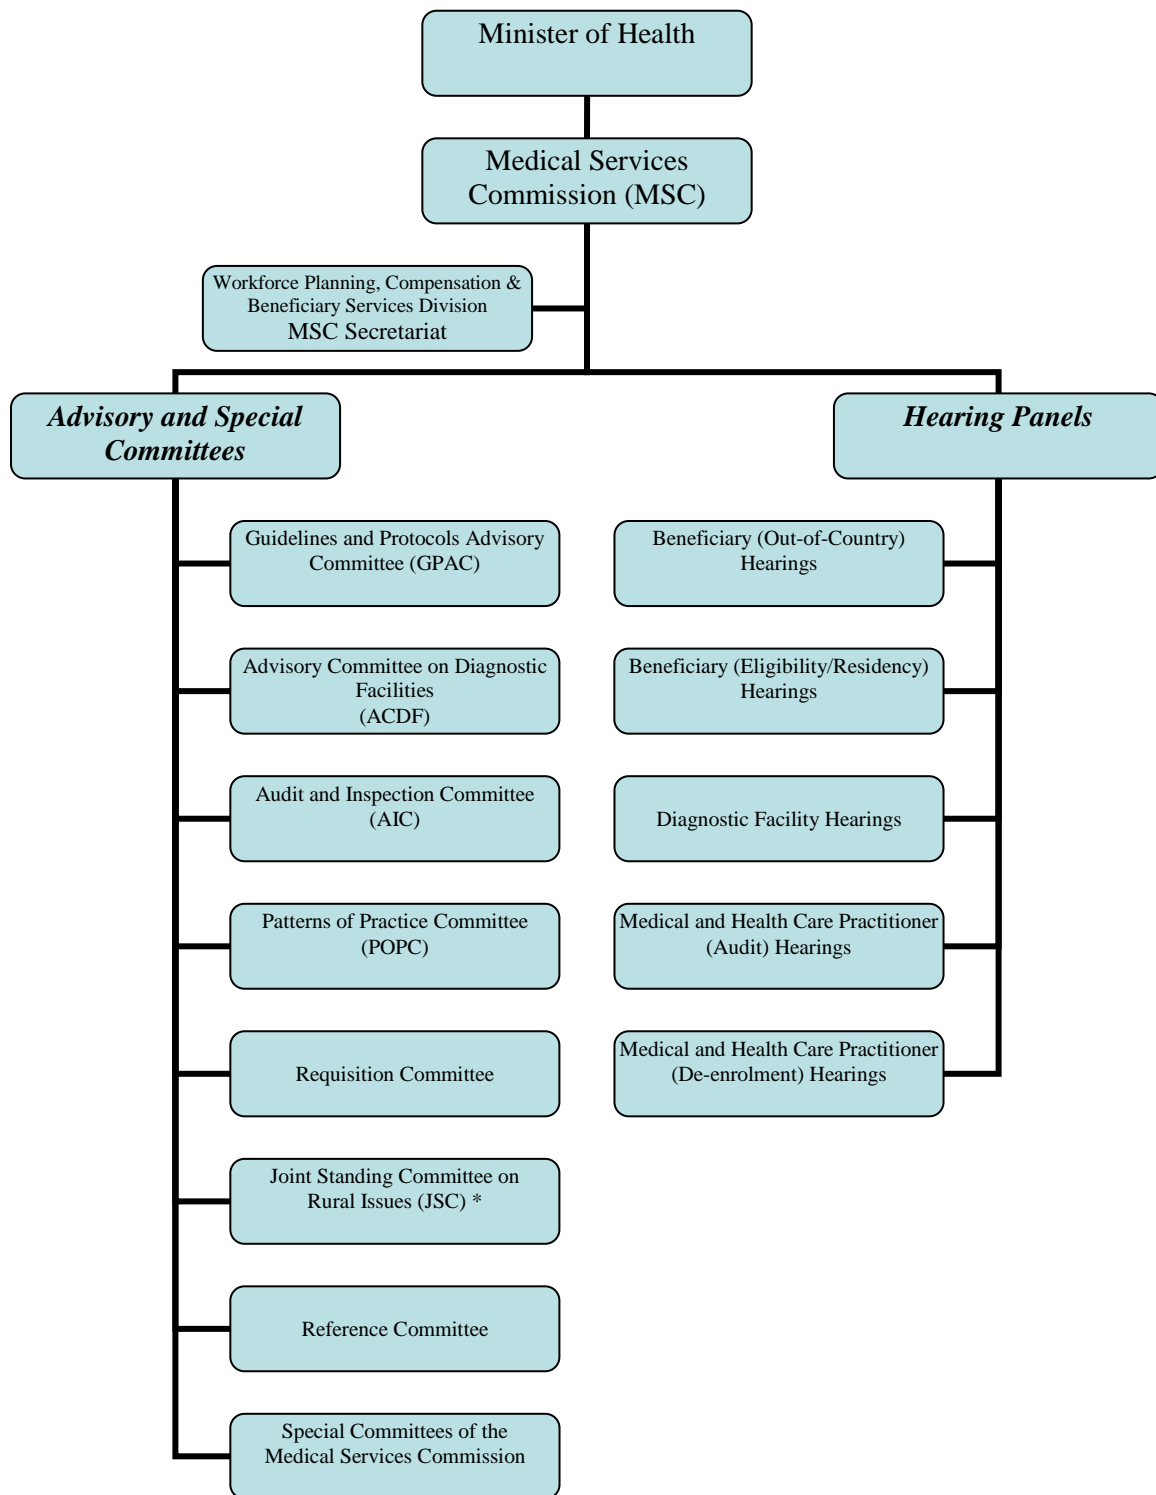 Minister of Health
Medical Services
Commission (MSC)
Workforce Planning, Compensation &
Beneficiary Services Division
MSC Secretariat
Advisory and Special
Committees
Hearing Panels
Guidelines and Protocols Advisory
Committee (GPAC)
Advisory Committee on Diagnostic
Facilities
(ACDF)
Audit and Inspection Committee
(AIC)
Patterns of Practice Committee
(POPC)
Requisition Committee
Joint Standing Committee on
Rural Issues (JSC) *
Reference Committee
Special Committees of the
Medical Services Commission
Beneficiary (Out-of-Country)
Hearings
Beneficiary (Eligibility/Residency)
Hearings
Diagnostic Facility Hearings
Medical and Health Care Practitioner
(Audit) Hearings
Medical and Health Care Practitioner
(De-enrolment) Hearings